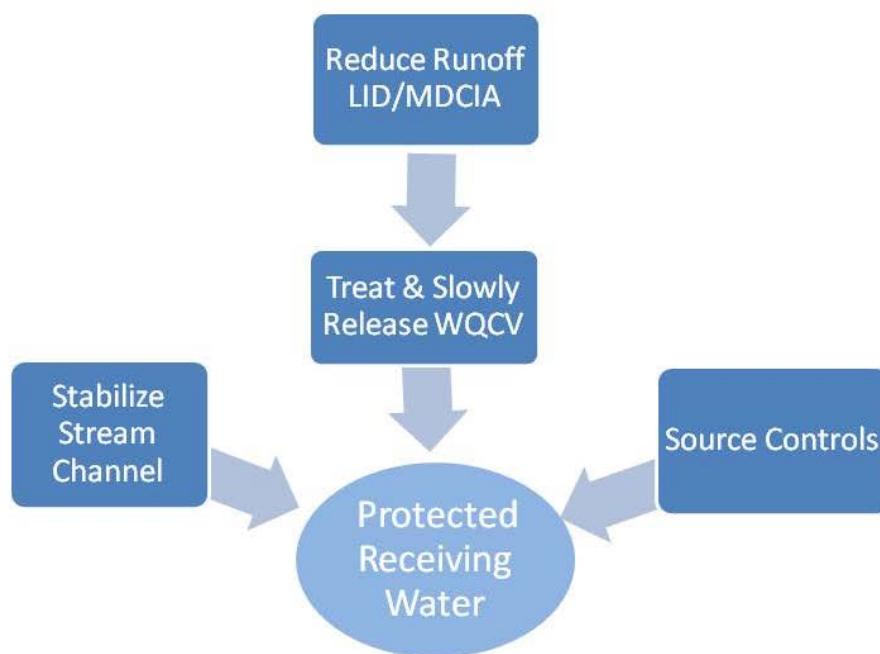 Reduce Runoff
LID/MDCIA
Treat & Slowly
Release WQCV
Stabilize
Stream
Channel
Source Controls
Protected
Receiving
Water